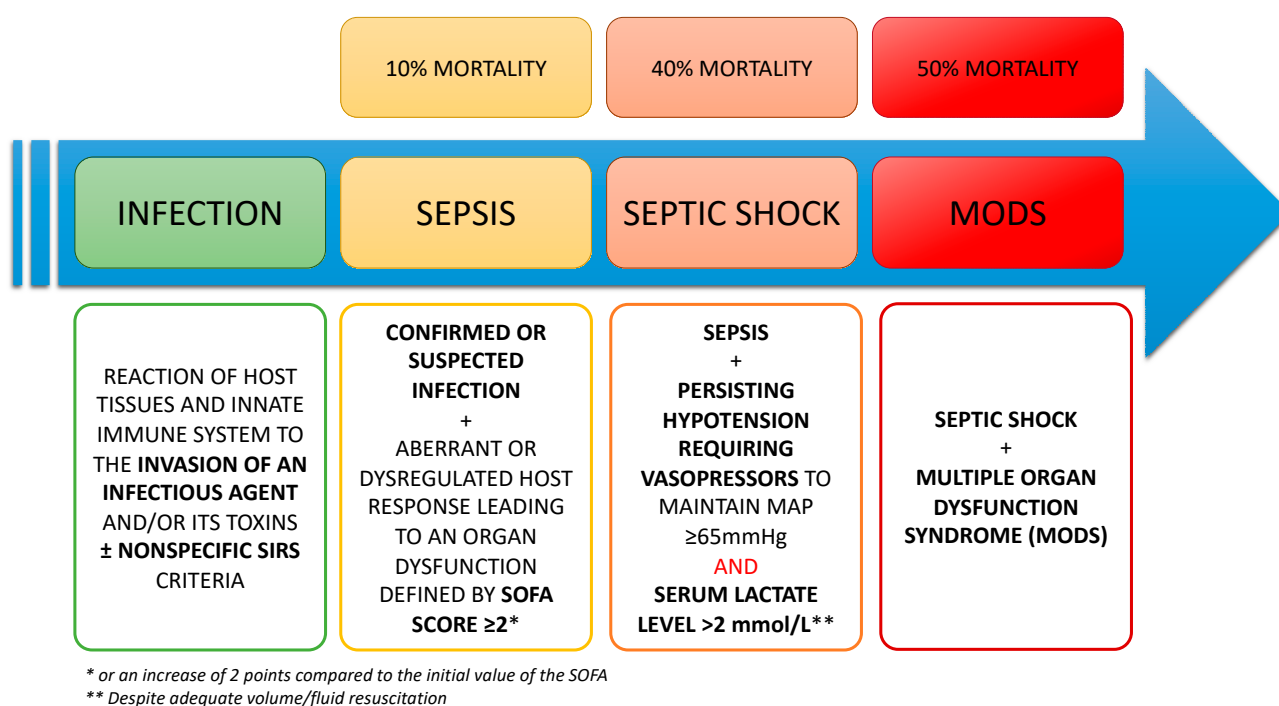 10% MORTALITY
40% MORTALITY
50% MORTALITY
INFECTION
SEPSIS
SEPTIC SHOCK
MODS
REACTION OF HOST
TISSUES AND INNATE
IMMUNE SYSTEM TO
THE INVASION OF AN
INFECTIOUS AGENT
AND/OR ITS TOXINS
± NONSPECIFIC SIRS
CRITERIA
CONFIRMED OR
SUSPECTED
INFECTION
+
ABERRANT OR
DYSREGULATED HOST
RESPONSE LEADING
TO AN ORGAN
DYSFUNCTION
DEFINED BY SOFA
SCORE ≥2*
SEPSIS
+
PERSISTING
HYPOTENSION
REQUIRING
VASOPRESSORS TO
MAINTAIN MAP
≥65mmHg
AND
SERUM LACTATE
LEVEL >2 mmol/L**
SEPTIC SHOCK
+
MULTIPLE ORGAN
DYSFUNCTION
SYNDROME (MODS)
* or an increase of 2 points compared to the initial value of the SOFA
** Despite adequate volume/fluid resuscitation